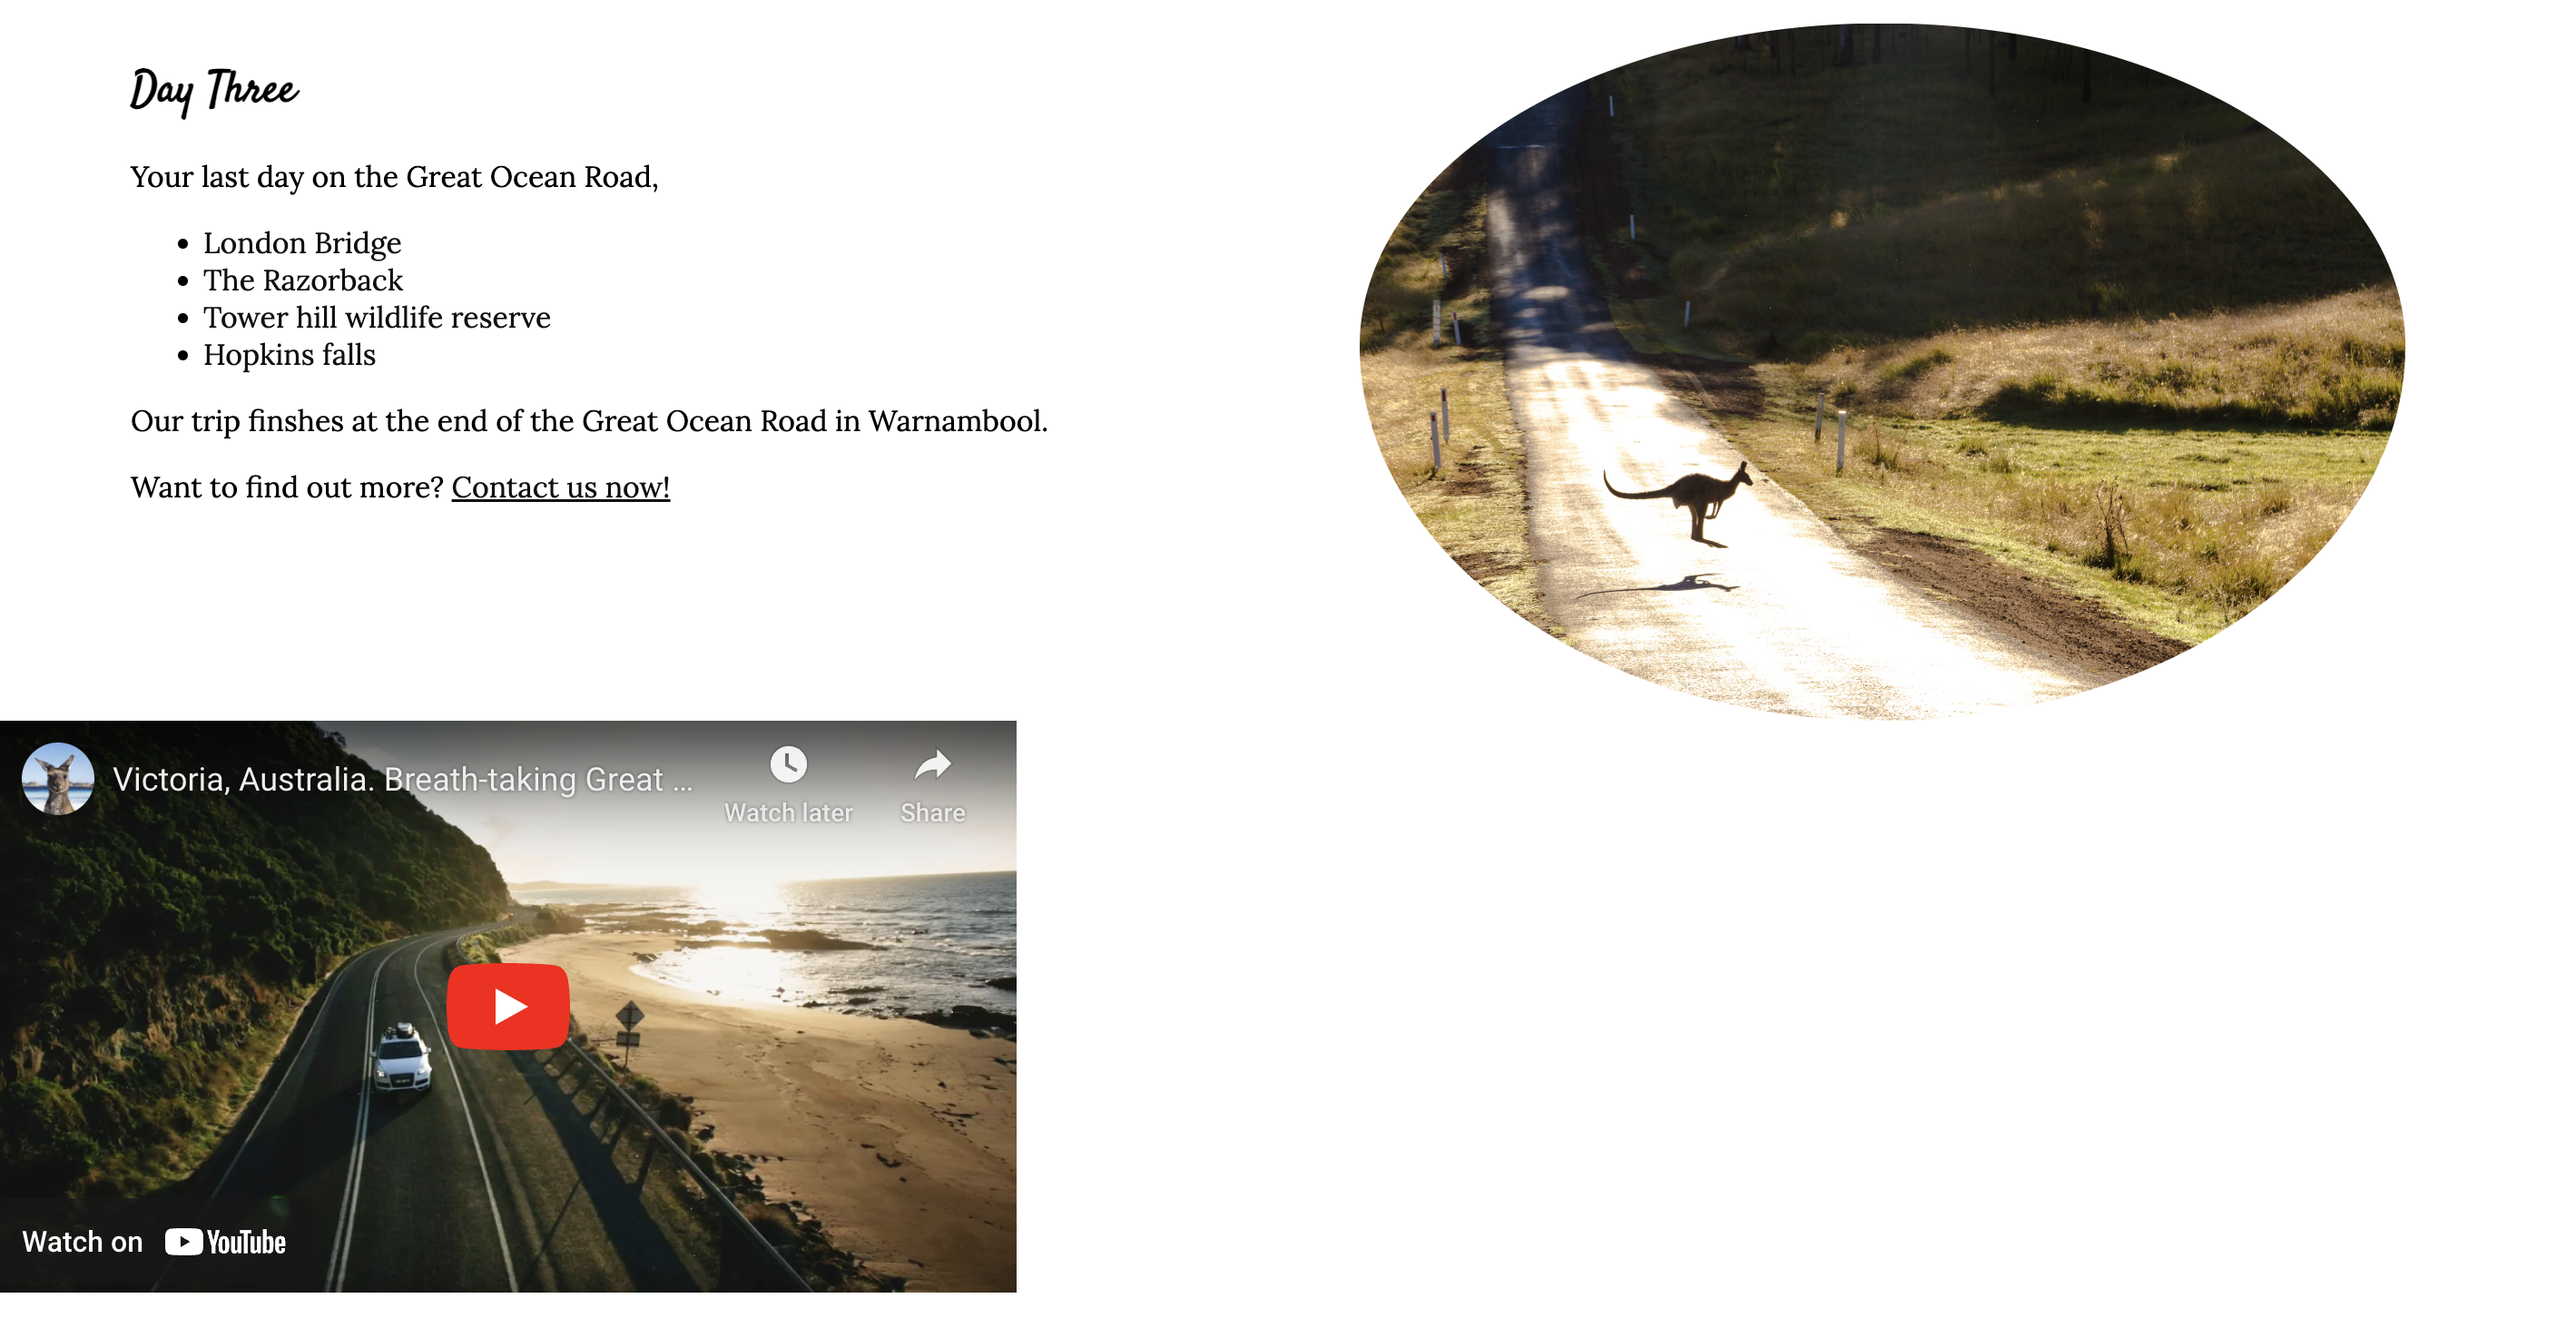 Day Three
Your last day on the Great Ocean Road,
London Bridge
The Razorback
Tower hill wildlife reserve
Hopkins falls
Our trip finshes at the end of the Great Ocean Road in Warnambool.
Want to find out more? Contact us now!
Victoria, Australia. Breath-taking Great ...
Watch later
Share
Watch on YouTube